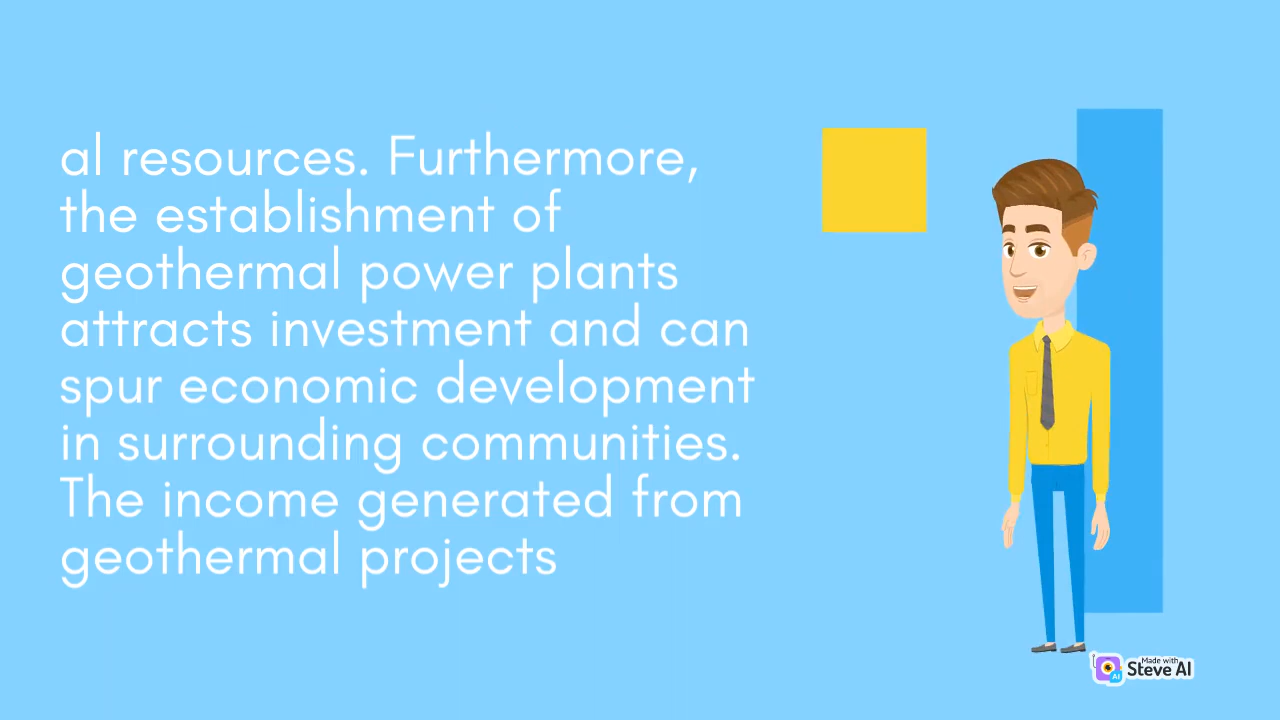 al resources. Furthermore,
the establishment of
geothermal power plants
attracts investment and can
spur economic development
in surrounding communities.
The income generated from
geothermal projects
Made with
Steve AI
AI